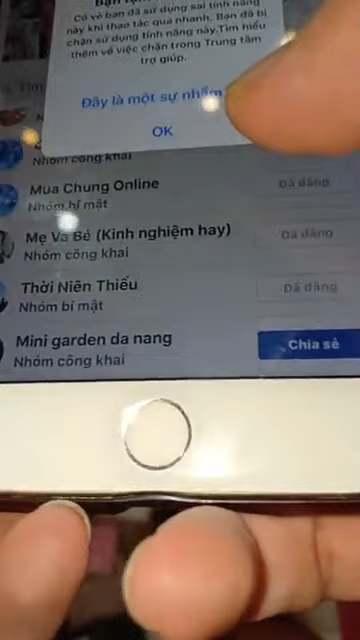 Có vẻ bạn đã sử dụng sai tính năng
này khi thao tác quá nhanh. Bạn đã bị
chặn sử dụng tính năng này.Tìm hiểu
thêm về việc chặn trong Trung tâm
trợ giúp.
Đây là một sự nhầm
OK
Nhóm công khai
Mua Chung Online
Nhóm bí mật
Đã đăng
Mẹ Và Bé (Kinh nghiệm hay)
Nhóm công khai
Đã đăng
Thời Niên Thiếu
Nhóm bí mật
Đã đăng
Mini garden da nang
Nhóm công khai
Chia sẻ